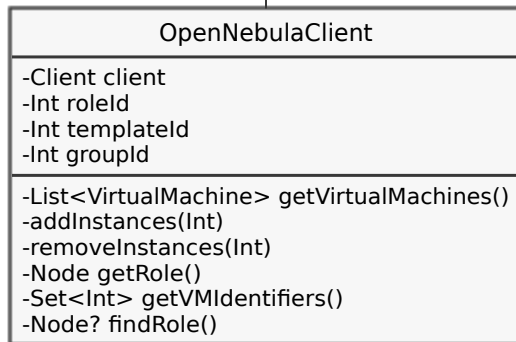 OpenNebulaClient
-Client client
-Int roleId
-Int templateId
-Int groupId
-List<VirtualMachine> getVirtualMachines()
-addInstances(Int)
-removeInstances(Int)
-Node getRole()
-Set<Int> getVMIdentifiers()
-Node? findRole()